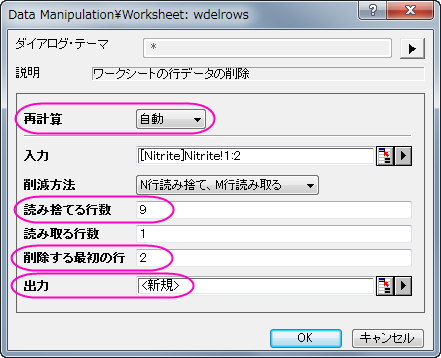 Data Manipulation¥Worksheet: wdelrows
ダイアログ・テーマ *
説明 ワークシートの行データの削除
再計算 自動
入力 [Nitrite]Nitrite!1:2
削減方法 N行読み捨て、M行読み取る
読み捨てる行数 9
読み取る行数 1
削除する最初の行 2
出力 <新規>
OK キャンセル